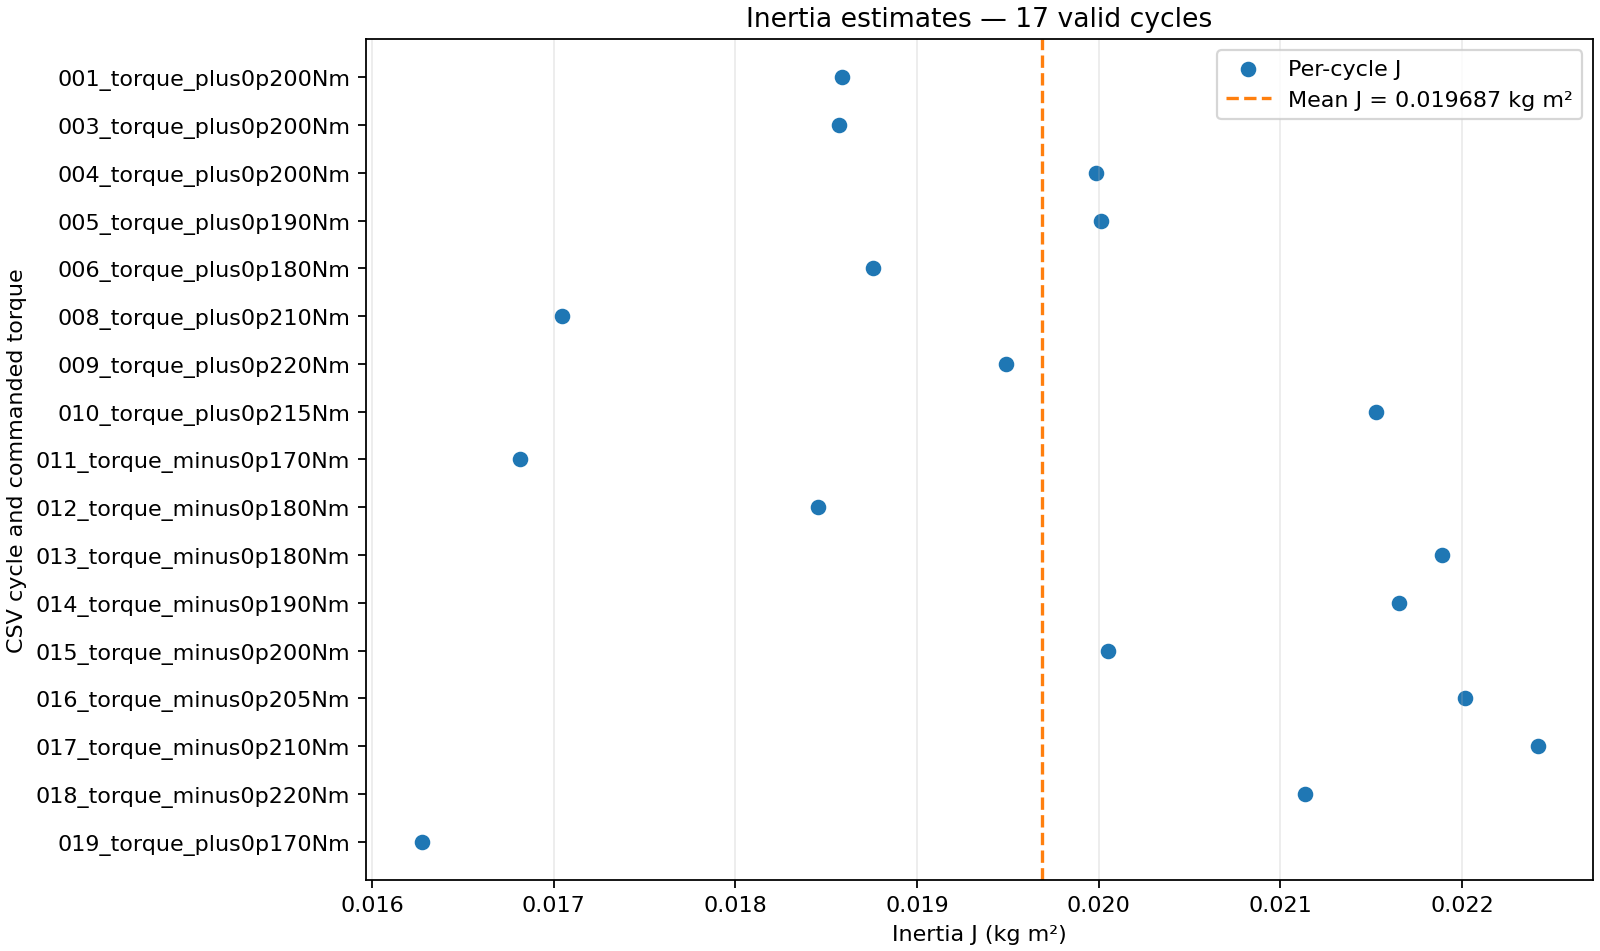 Inertia estimates — 17 valid cycles
Per-cycle J
Mean J = 0.019687 kg m²
CSV cycle and commanded torque
001_torque_plus0p200Nm
003_torque_plus0p200Nm
004_torque_plus0p200Nm
005_torque_plus0p190Nm
006_torque_plus0p180Nm
008_torque_plus0p210Nm
009_torque_plus0p220Nm
010_torque_plus0p215Nm
011_torque_minus0p170Nm
012_torque_minus0p180Nm
013_torque_minus0p180Nm
014_torque_minus0p190Nm
015_torque_minus0p200Nm
016_torque_minus0p205Nm
017_torque_minus0p210Nm
018_torque_minus0p220Nm
019_torque_plus0p170Nm
0.016 0.017 0.018 0.019 0.020 0.021 0.022
Inertia J (kg m²)